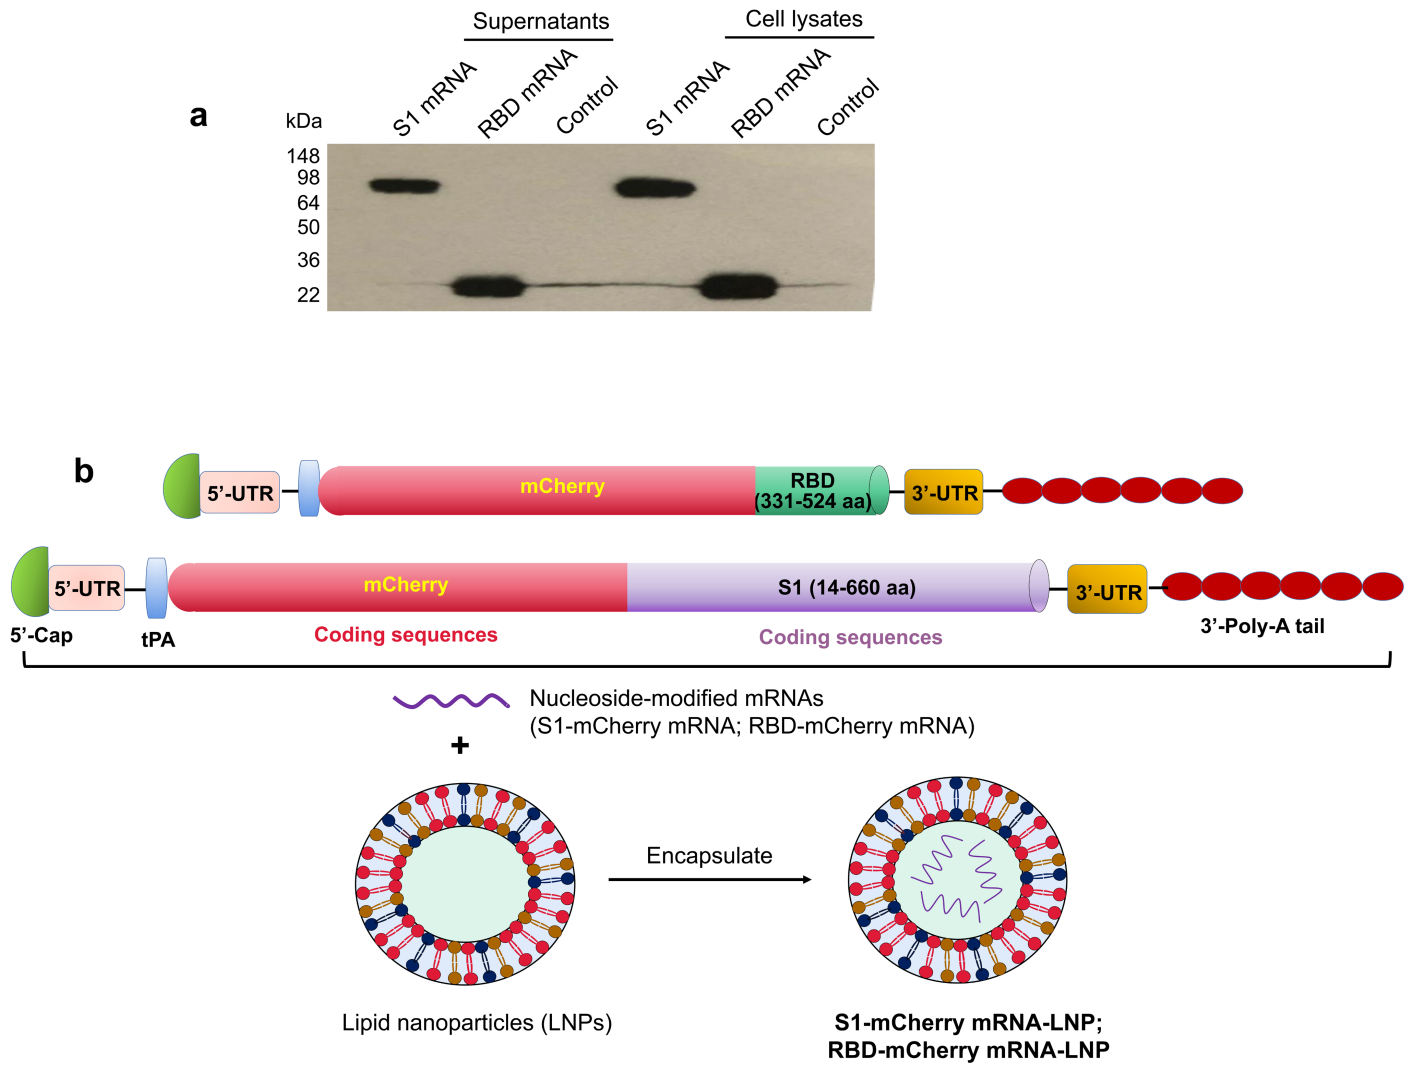 Supernatants
Cell lysates
a
kDa
S1 mRNA
RBD mRNA
Control
S1 mRNA
RBD mRNA
Control
148
98
64
50
36
22
b
5’-UTR
mCherry
RBD
(331-524 aa)
3’-UTR
5’-UTR
mCherry
S1 (14-660 aa)
3’-UTR
5’-Cap
tPA
Coding sequences
Coding sequences
3’-Poly-A tail
Nucleoside-modified mRNAs
(S1-mCherry mRNA; RBD-mCherry mRNA)
+
Encapsulate
Lipid nanoparticles (LNPs)
S1-mCherry mRNA-LNP;
RBD-mCherry mRNA-LNP